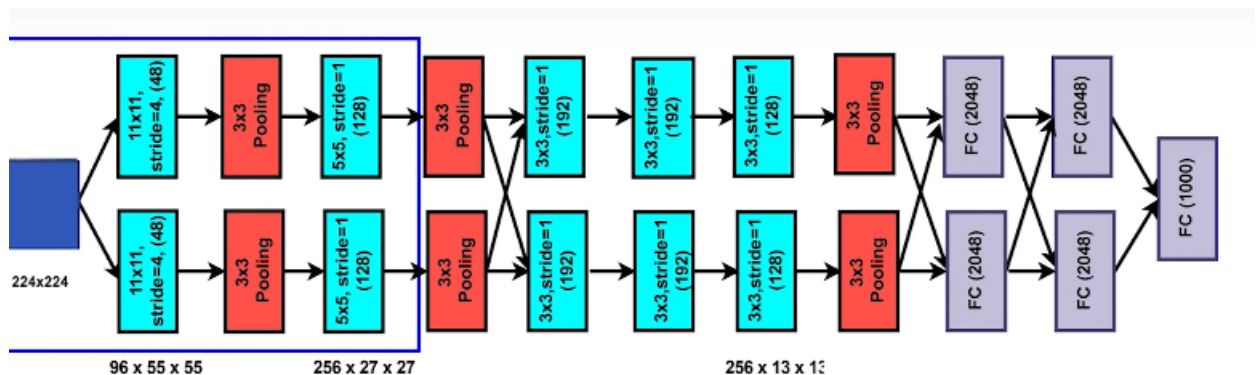 11x11,
stride=4, (48)
3x3
Pooling
5x5, stride=1
(128)
3x3
Pooling
3x3,stride=1
(192)
3x3,stride=1
(192)
3x3,stride=1
(128)
3x3
Pooling
FC (2048)
FC (2048)
FC (1000)
11x11,
stride=4, (48)
3x3
Pooling
5x5, stride=1
(128)
3x3
Pooling
3x3,stride=1
(192)
3x3,stride=1
(192)
3x3,stride=1
(128)
3x3
Pooling
FC (2048)
FC (2048)
224x224
96 x 55 x 55
256 x 27 x 27
256 x 13 x 13